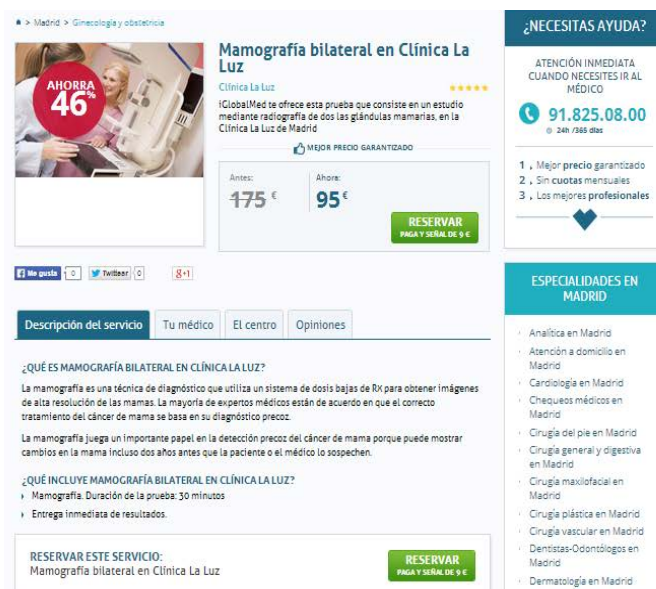 > Madrid > Ginecología y obstetricia
AHORRA
46%
Mamografía bilateral en Clínica La
Luz
Clínica La Luz
iGlobalMed te ofrece esta prueba que consiste en un estudio
mediante radiografía de dos las glándulas mamarias, en la
Clínica La Luz de Madrid
MEJOR PRECIO GARANTIZADO
Antes:
Ahora:
175 €
95 €
RESERVAR
PAGA Y SEÑAL DE 9 €
Me gusta
0
Twittear
0
g+1
Descripción del servicio
Tu médico
El centro
Opiniones
¿QUÉ ES MAMOGRAFÍA BILATERAL EN CLÍNICA LA LUZ?
La mamografía es una técnica de diagnóstico que utiliza un sistema de dosis bajas de RX para obtener imágenes
de alta resolución de las mamas. La mayoría de expertos médicos están de acuerdo en que el correcto
tratamiento del cáncer de mama se basa en su diagnóstico precoz.
La mamografía juega un importante papel en la detección precoz del cáncer de mama porque puede mostrar
cambios en la mama incluso dos años antes que la paciente o el médico lo sospechen.
¿QUÉ INCLUYE MAMOGRAFÍA BILATERAL EN CLÍNICA LA LUZ?
Mamografía. Duración de la prueba: 30 minutos
Entrega inmediata de resultados.
RESERVAR ESTE SERVICIO:
Mamografía bilateral en Clínica La Luz
RESERVAR
PAGA Y SEÑAL DE 9 €
¿NECESITAS AYUDA?
ATENCIÓN INMEDIATA
CUANDO NECESITES IR AL
MÉDICO
91.825.08.00
24h /365 días
1. Mejor precio garantizado
2. Sin cuotas mensuales
3. Los mejores profesionales
ESPECIALIDADES EN
MADRID
Analítica en Madrid
Atención a domicilio en
Madrid
Cardiología en Madrid
Chequeos médicos en
Madrid
Cirugía del pie en Madrid
Cirugía general y digestiva
en Madrid
Cirugía maxilofacial en
Madrid
Cirugía plástica en Madrid
Cirugía vascular en Madrid
Dentistas-Odontólogos en
Madrid
Dermatología en Madrid